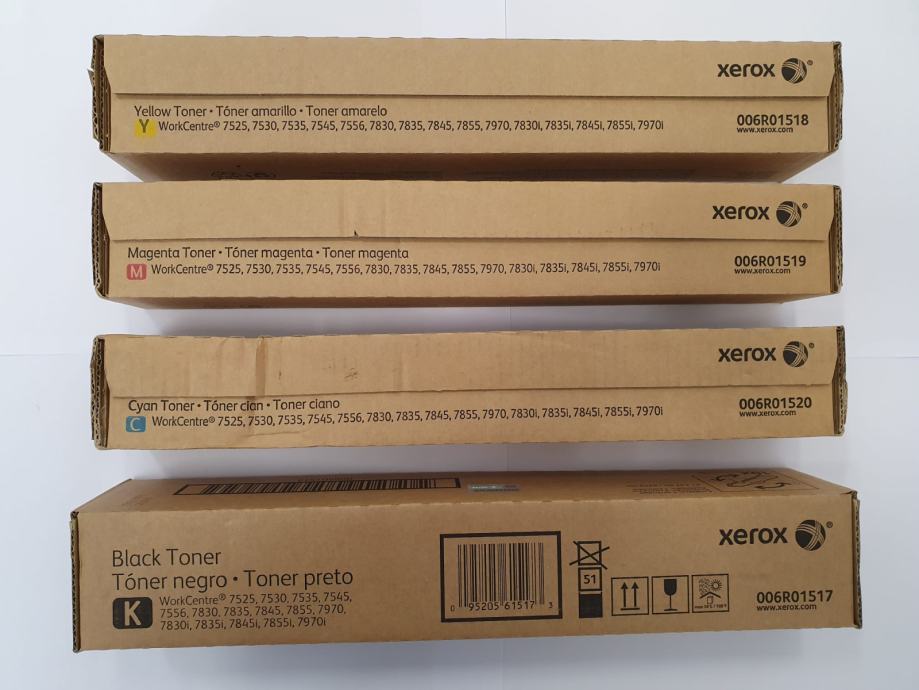 xerox ®
Yellow Toner • Tóner amarillo • Toner amarelo
Y WorkCentre® 7525, 7530, 7535, 7545, 7556, 7830, 7835, 7845, 7855, 7970, 7830i, 7835i, 7845i, 7855i, 7970i
006R01518
www.xerox.com
xerox ®
Magenta Toner • Tóner magenta • Toner magenta
M WorkCentre® 7525, 7530, 7535, 7545, 7556, 7830, 7835, 7845, 7855, 7970, 7830i, 7835i, 7845i, 7855i, 7970i
006R01519
www.xerox.com
xerox ®
Cyan Toner • Tóner cian • Toner ciano
C WorkCentre® 7525, 7530, 7535, 7545, 7556, 7830, 7835, 7845, 7855, 7970, 7830i, 7835i, 7845i, 7855i, 7970i
006R01520
www.xerox.com
xerox ®
Black Toner
Tóner negro • Toner preto
K WorkCentre® 7525, 7530, 7535, 7545,
7556, 7830, 7835, 7845, 7855, 7970,
7830i, 7835i, 7845i, 7855i, 7970i
0 95205 61517 3
51
006R01517
www.xerox.com